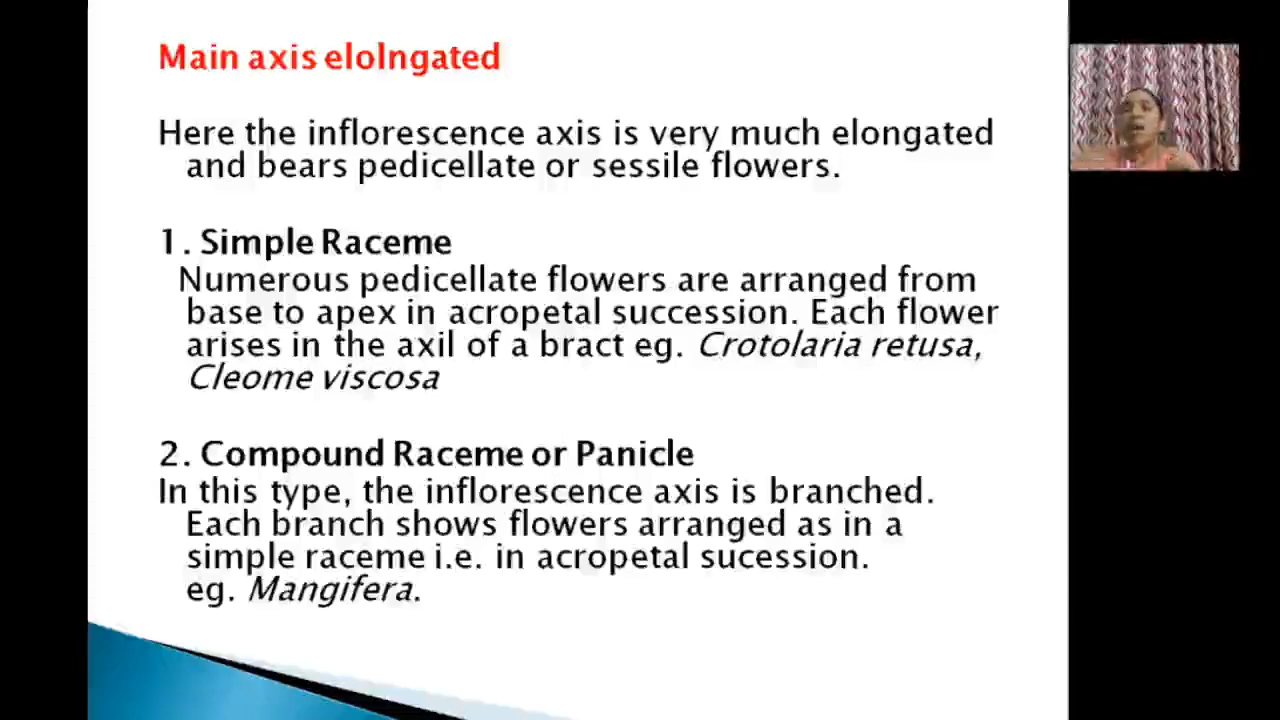 Main axis elolngated
Here the inflorescence axis is very much elongated
and bears pedicellate or sessile flowers.
1. Simple Raceme
Numerous pedicellate flowers are arranged from
base to apex in acropetal succession. Each flower
arises in the axil of a bract eg. Crotolaria retusa,
Cleome viscosa
2. Compound Raceme or Panicle
In this type, the inflorescence axis is branched.
Each branch shows flowers arranged as in a
simple raceme i.e. in acropetal sucession.
eg. Mangifera.